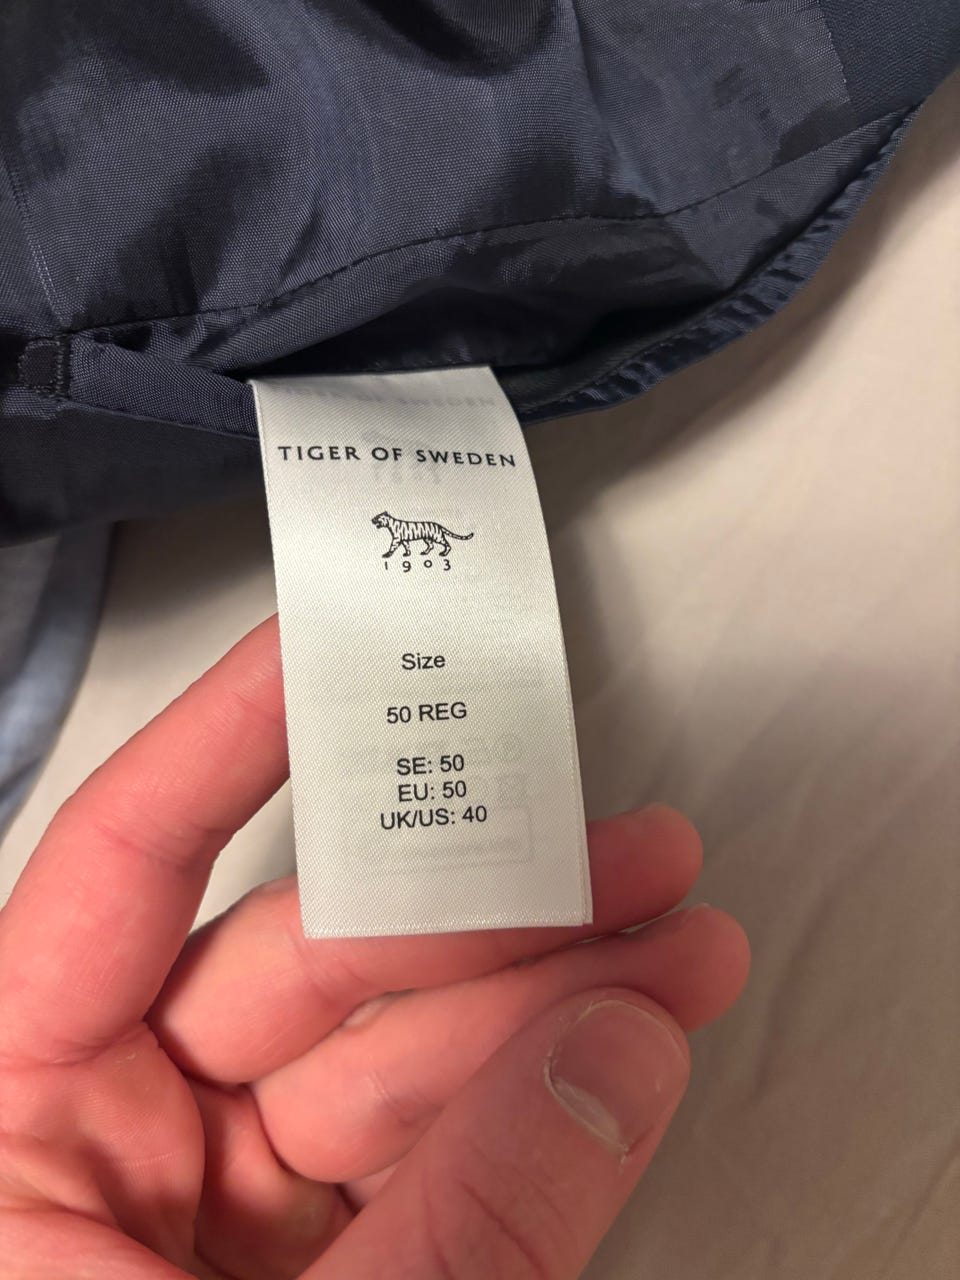 TIGER OF SWEDEN
1903
Size
50 REG
SE: 50
EU: 50
UK/US: 40